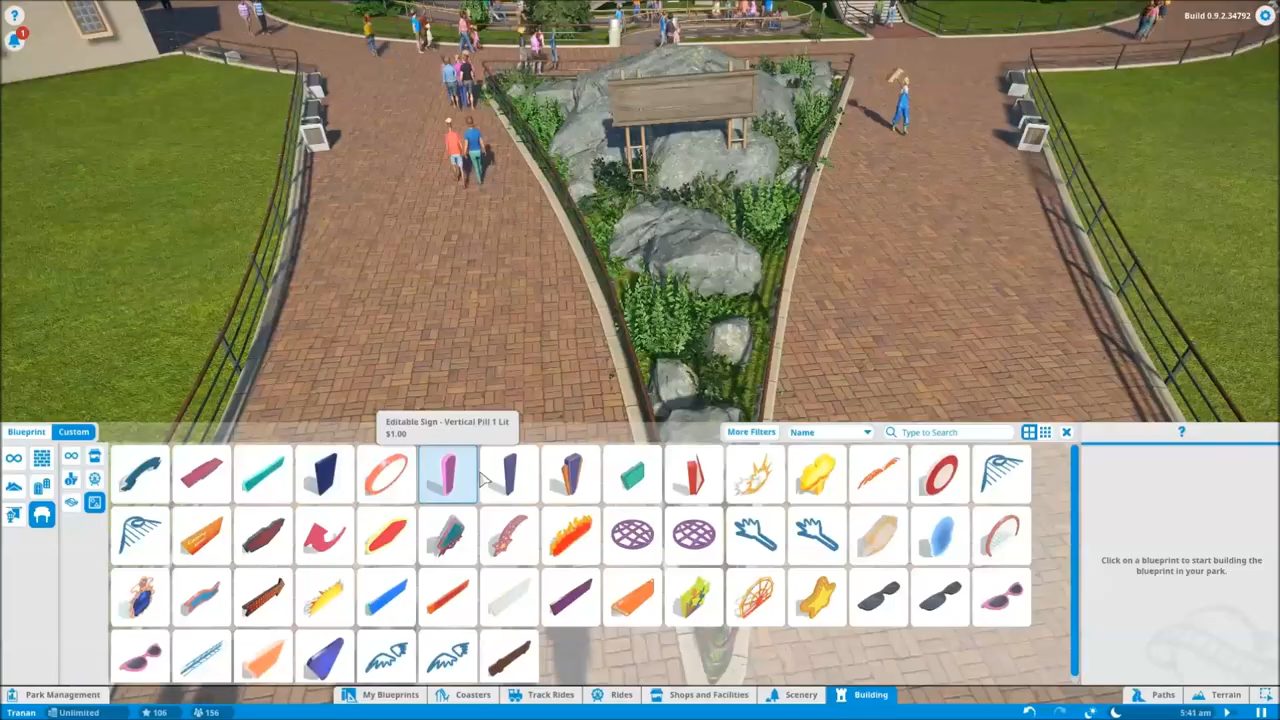 ?
1
Build 0.9.2.34792
Editable Sign - Vertical Pill 1 Lit
$1.00
Blueprint
Custom
More Filters
Name
Type to Search
?
Click on a blueprint to start building the
blueprint in your park.
Park Management
My Blueprints
Coasters
Track Rides
Rides
Shops and Facilities
Scenery
Building
Paths
Terrain
Tranan
Unlimited
106
156
5:41 am